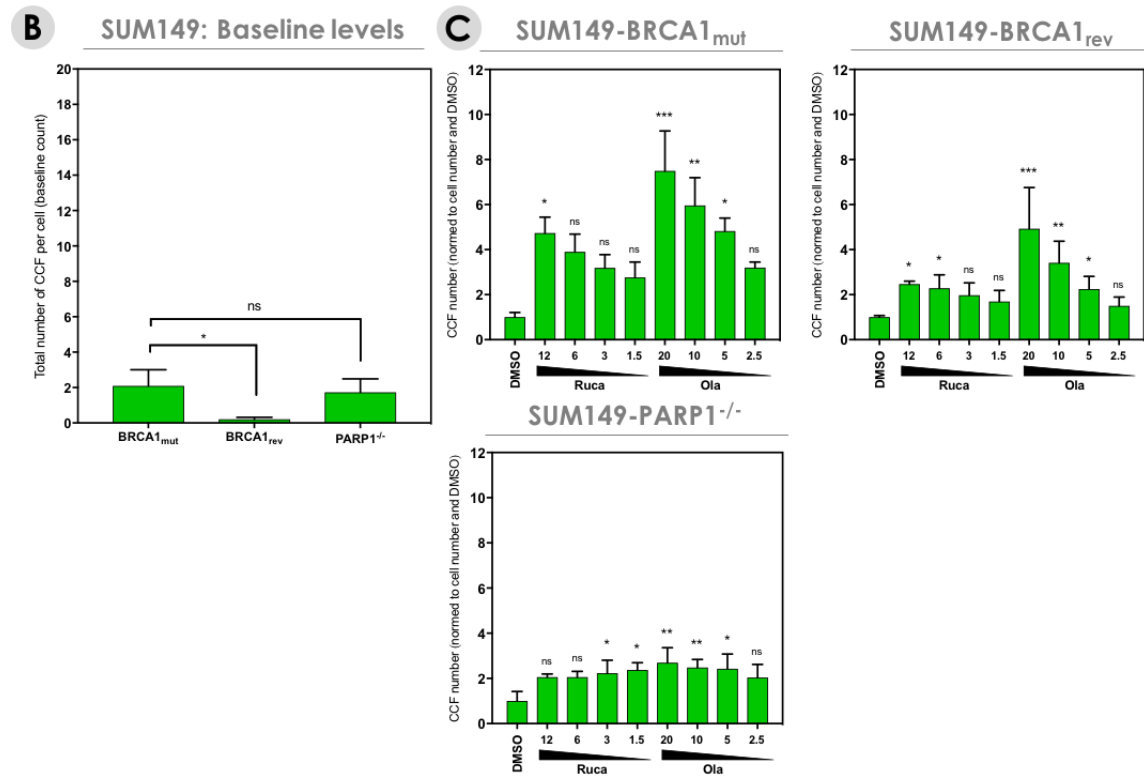 B
SUM149: Baseline levels
Total number of CCF per cell (baseline count)
20
18
16
14
12
10
8
6
4
2
0
ns
*
BRCA1mut
BRCA1rev
PARP1-/-
C
SUM149-BRCA1mut
CCF number (normed to cell number and DMSO)
12
10
8
6
4
2
0
* ns ns ns *** ** * ns
DMSO 12 6 3 1.5 20 10 5 2.5
Ruca Ola
SUM149-BRCA1rev
CCF number (normed to cell number and DMSO)
12
10
8
6
4
2
0
* * ns ns *** ** * ns
DMSO 12 6 3 1.5 20 10 5 2.5
Ruca Ola
SUM149-PARP1-/-
CCF number (normed to cell number and DMSO)
12
10
8
6
4
2
0
ns ns * * ** ** * ns
DMSO 12 6 3 1.5 20 10 5 2.5
Ruca Ola